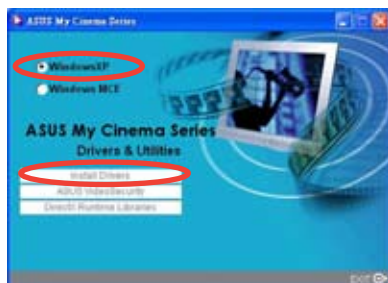 ASUS My Cinema Series
WindowsXP
Windows MCE
ASUS My Cinema Series
Drivers & Utilities
Install Drivers
ASUS VideoSecurity
DirectX Runtime Libraries
Exit